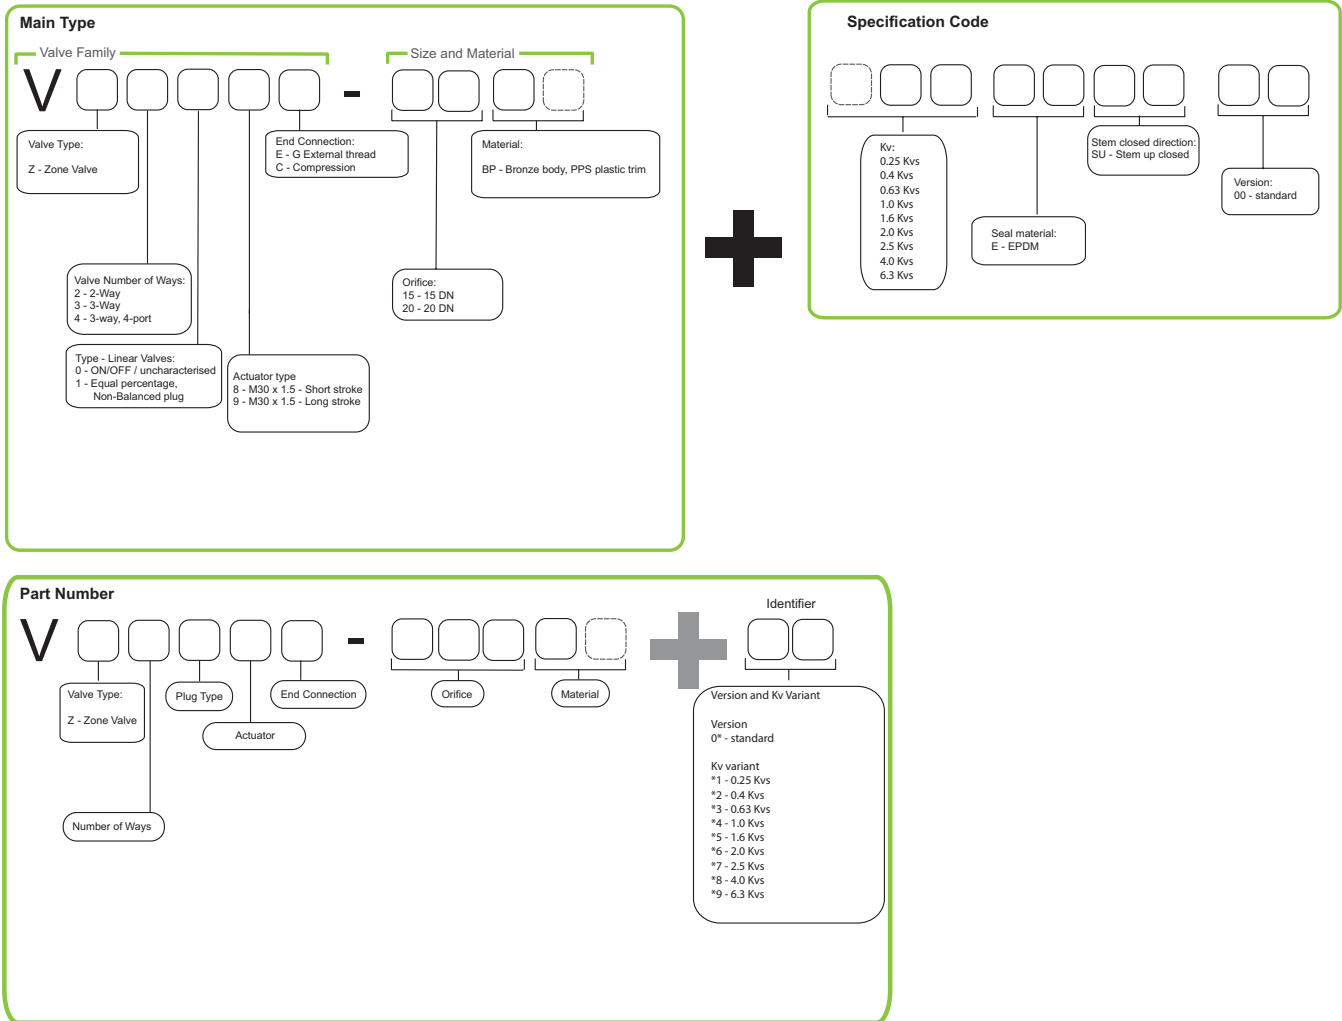 Main Type
Valve Family
Size and Material
V
-
Valve Type:
Z - Zone Valve
End Connection:
E - G External thread
C - Compression
Material:
BP - Bronze body, PPS plastic trim
Valve Number of Ways:
2 - 2-Way
3 - 3-Way
4 - 3-way, 4-port
Orifice:
15 - 15 DN
20 - 20 DN
Type - Linear Valves:
0 - ON/OFF / uncharacterised
1 - Equal percentage,
Non-Balanced plug
Actuator type
8 - M30 x 1.5 - Short stroke
9 - M30 x 1.5 - Long stroke
Specification Code
Kv:
0.25 Kvs
0.4 Kvs
0.63 Kvs
1.0 Kvs
1.6 Kvs
2.0 Kvs
2.5 Kvs
4.0 Kvs
6.3 Kvs
Seal material:
E - EPDM
Stem closed direction:
SU - Stem up closed
Version:
00 - standard
Part Number
V
-
Identifier
Valve Type:
Z - Zone Valve
Plug Type
End Connection
Actuator
Number of Ways
Orifice
Material
Version and Kv Variant
Version
0* - standard
Kv variant
*1 - 0.25 Kvs
*2 - 0.4 Kvs
*3 - 0.63 Kvs
*4 - 1.0 Kvs
*5 - 1.6 Kvs
*6 - 2.0 Kvs
*7 - 2.5 Kvs
*8 - 4.0 Kvs
*9 - 6.3 Kvs